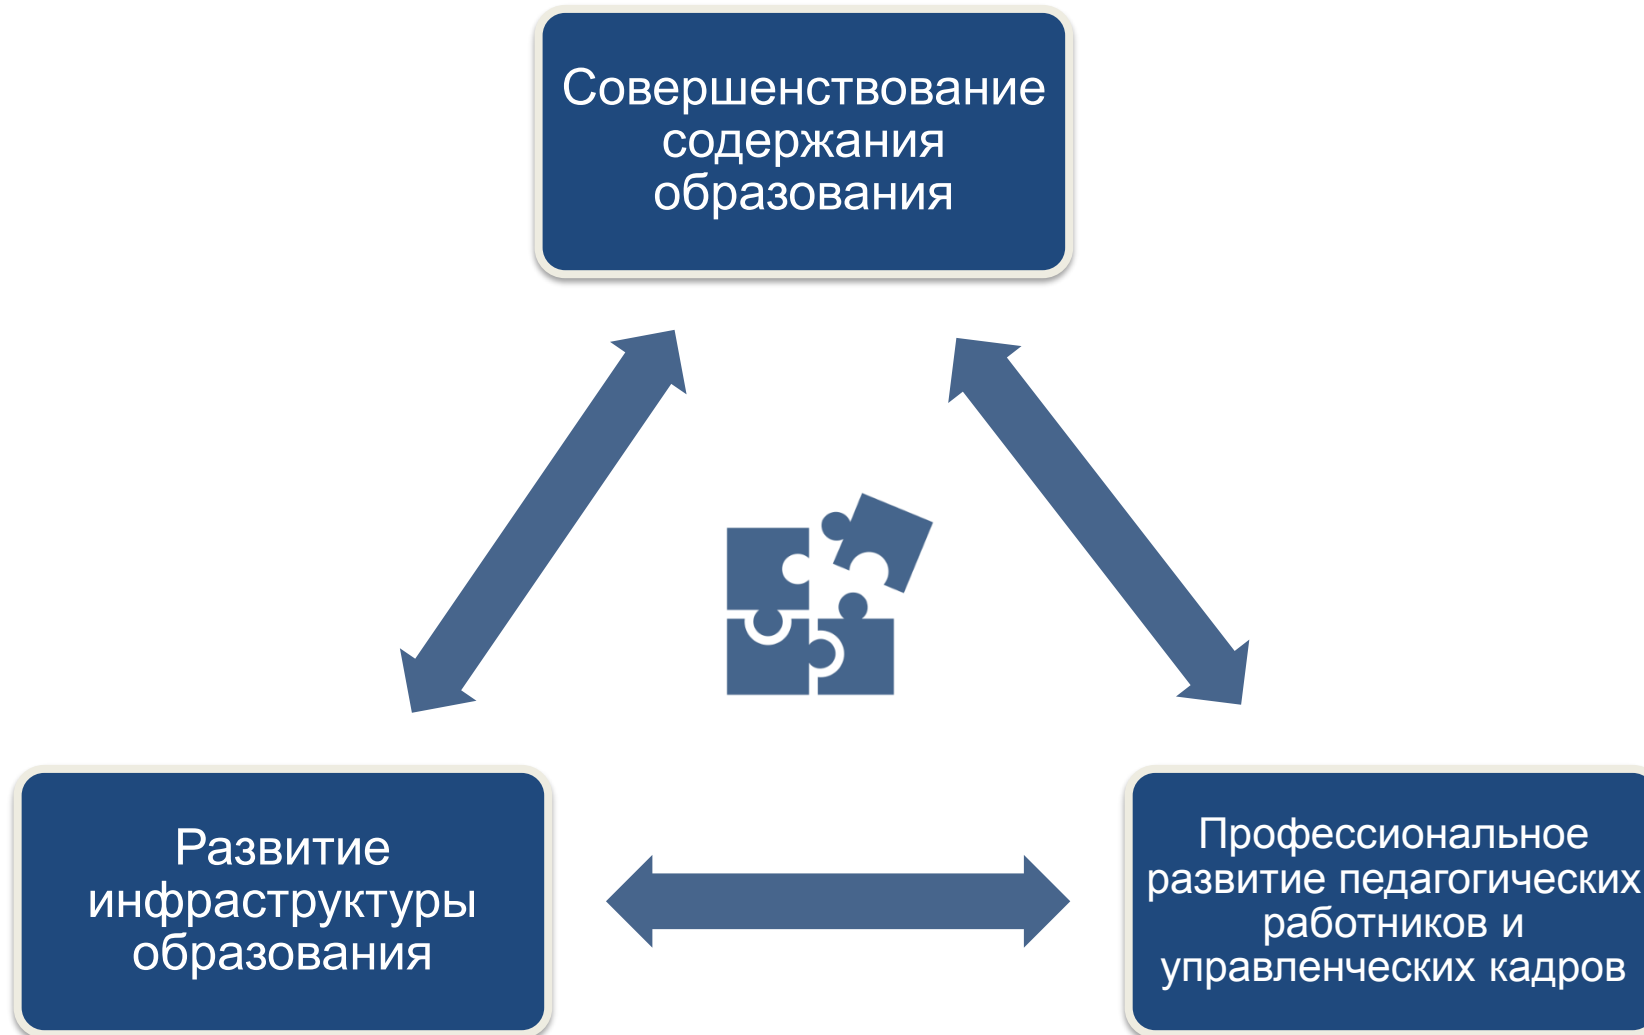 Совершенствование
содержания
образования
Развитие
инфраструктуры
образования
Профессиональное
развитие педагогических
работников и
управленческих кадров